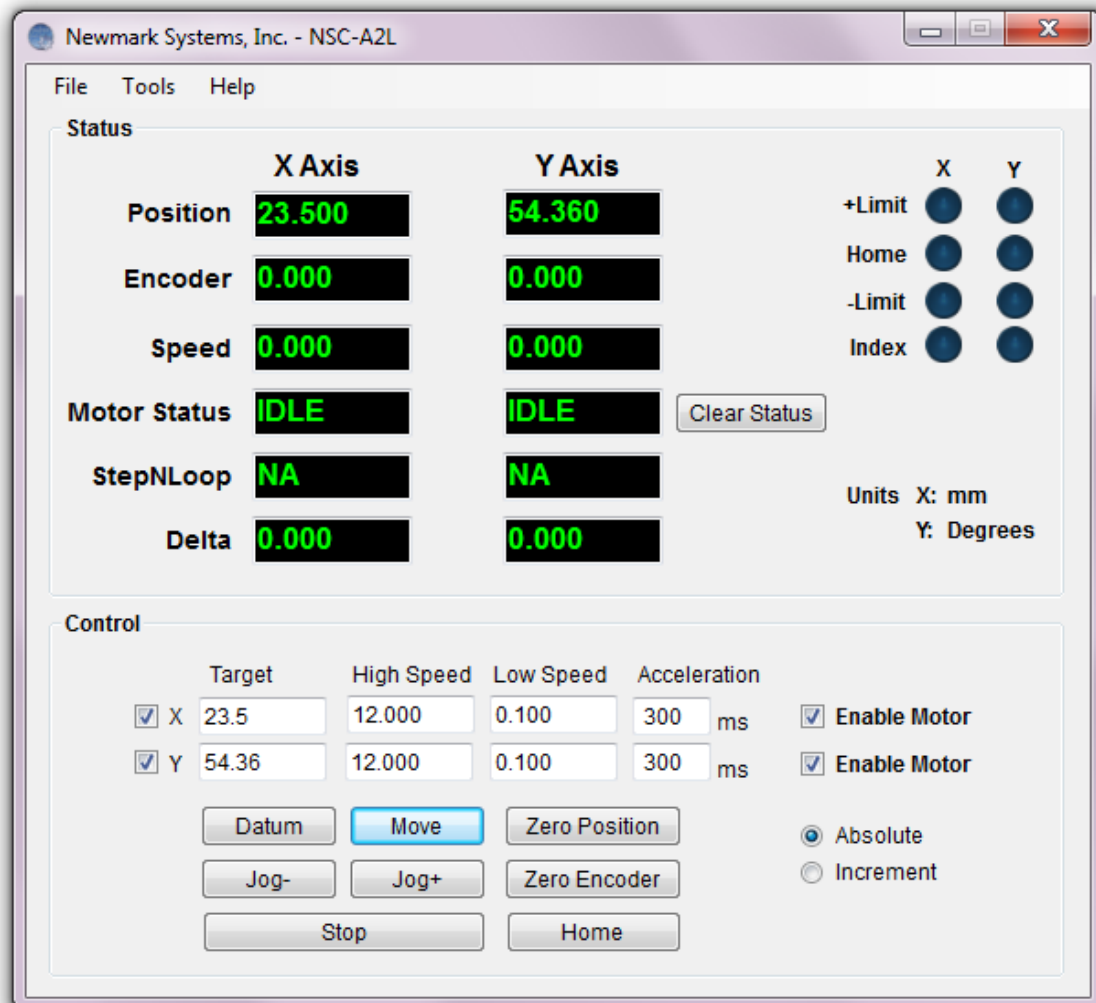 Newmark Systems, Inc. - NSC-A2L
File Tools Help
Status
X Axis Y Axis X Y
Position 23.500 54.360 +Limit
Home
Encoder 0.000 0.000
-Limit
Speed 0.000 0.000 Index
Motor Status IDLE IDLE Clear Status
StepNLoop NA NA
Units X: mm
Delta 0.000 0.000 Y: Degrees
Control
Target High Speed Low Speed Acceleration
X 23.5 12.000 0.100 300 ms Enable Motor
Y 54.36 12.000 0.100 300 ms Enable Motor
Datum Move Zero Position Absolute
Jog- Jog+ Zero Encoder Increment
Stop Home